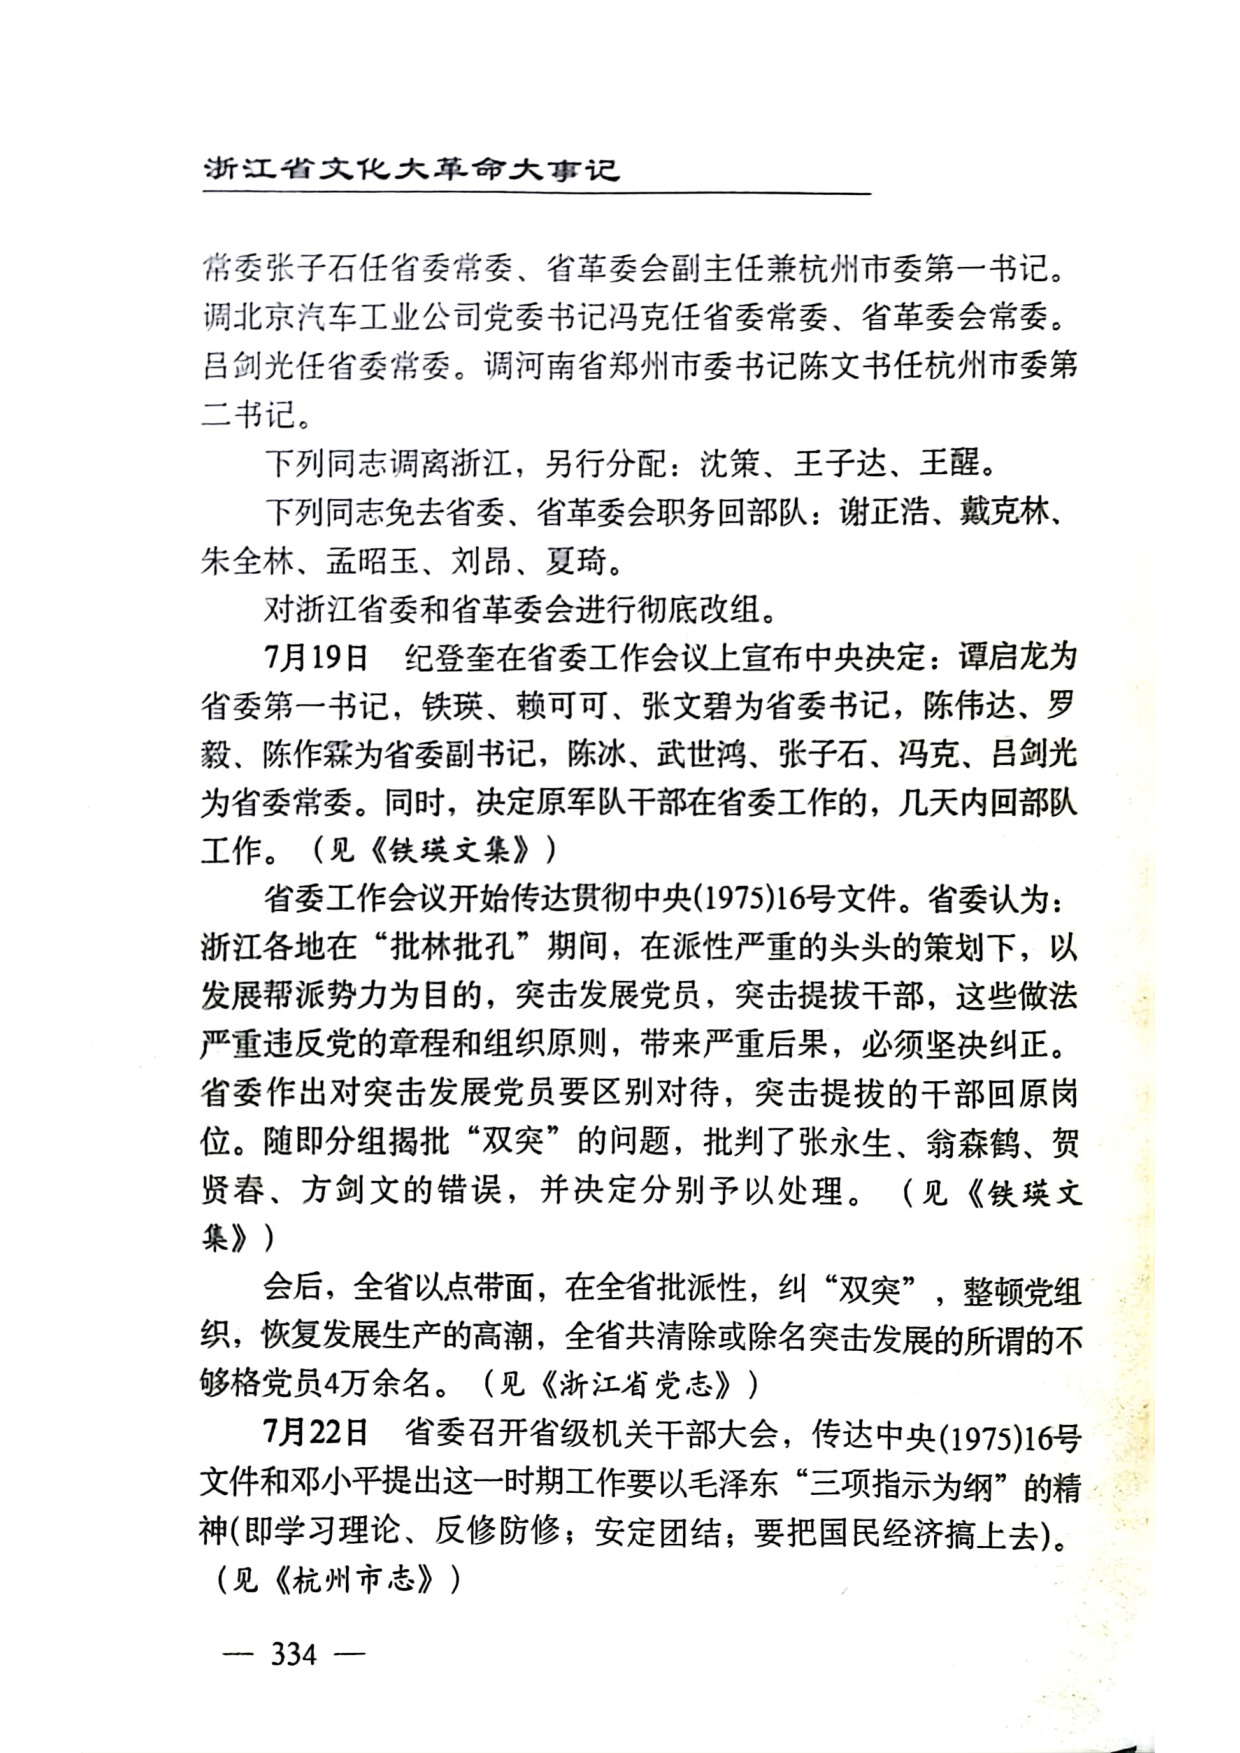 浙江省文化大革命大事记
常委张子石任省委常委、省革委会副主任兼杭州市委第一书记。
调北京汽车工业公司党委书记冯克任省委常委、省革委会常委。
吕剑光任省委常委。调河南省郑州市委书记陈文书任杭州市委第
二书记。
下列同志调离浙江，另行分配：沈策、王子达、王醒。
下列同志免去省委、省革委会职务回部队：谢正浩、戴克林、
朱全林、孟昭玉、刘昂、夏琦。
对浙江省委和省革委会进行彻底改组。
7月19日　纪登奎在省委工作会议上宣布中央决定：谭启龙为
省委第一书记，铁瑛、赖可可、张文碧为省委书记，陈伟达、罗
毅、陈作霖为省委副书记，陈冰、武世鸿、张子石、冯克、吕剑光
为省委常委。同时，决定原军队干部在省委工作的，几天内回部队
工作。（见《铁瑛文集》）
省委工作会议开始传达贯彻中央(1975)16号文件。省委认为：
浙江各地在“批林批孔”期间，在派性严重的头头的策划下，以
发展帮派势力为目的，突击发展党员，突击提拔干部，这些做法
严重违反党的章程和组织原则，带来严重后果，必须坚决纠正。
省委作出对突击发展党员要区别对待，突击提拔的干部回原岗
位。随即分组揭批“双突”的问题，批判了张永生、翁森鹤、贺
贤春、方剑文的错误，并决定分别予以处理。（见《铁瑛文
集》）
会后，全省以点带面，在全省批派性，纠“双突”，整顿党组
织，恢复发展生产的高潮，全省共清除或除名突击发展的所谓的不
够格党员4万余名。（见《浙江省党志》）
7月22日　省委召开省级机关干部大会，传达中央(1975)16号
文件和邓小平提出这一时期工作要以毛泽东“三项指示为纲”的精
神(即学习理论、反修防修；安定团结；要把国民经济搞上去)。
（见《杭州市志》）
— 334 —